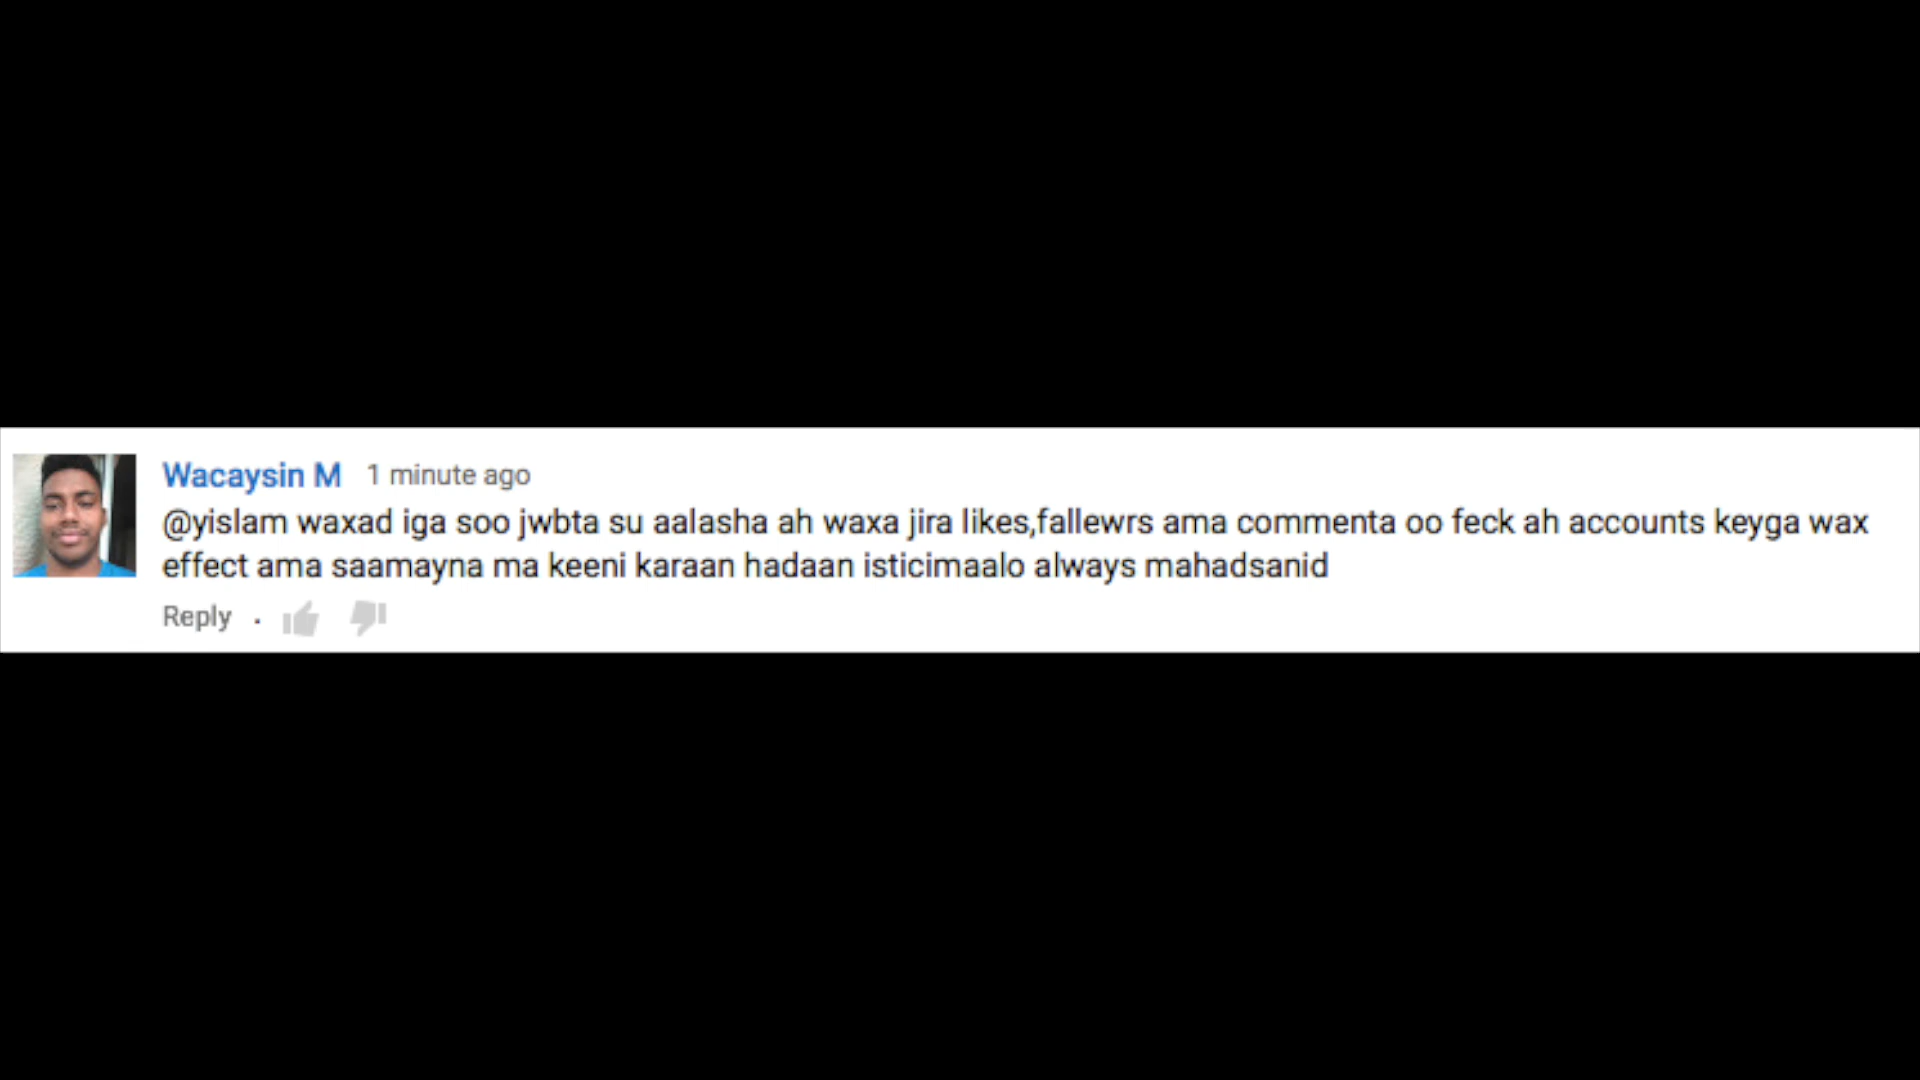 Wacaysin M 1 minute ago
@yislam waxad iga soo jwbta su aalasha ah waxa jira likes,fallewrs ama commenta oo feck ah accounts keyga wax
effect ama saamayna ma keeni karaan hadaan isticimaalo always mahadsanid
Reply .